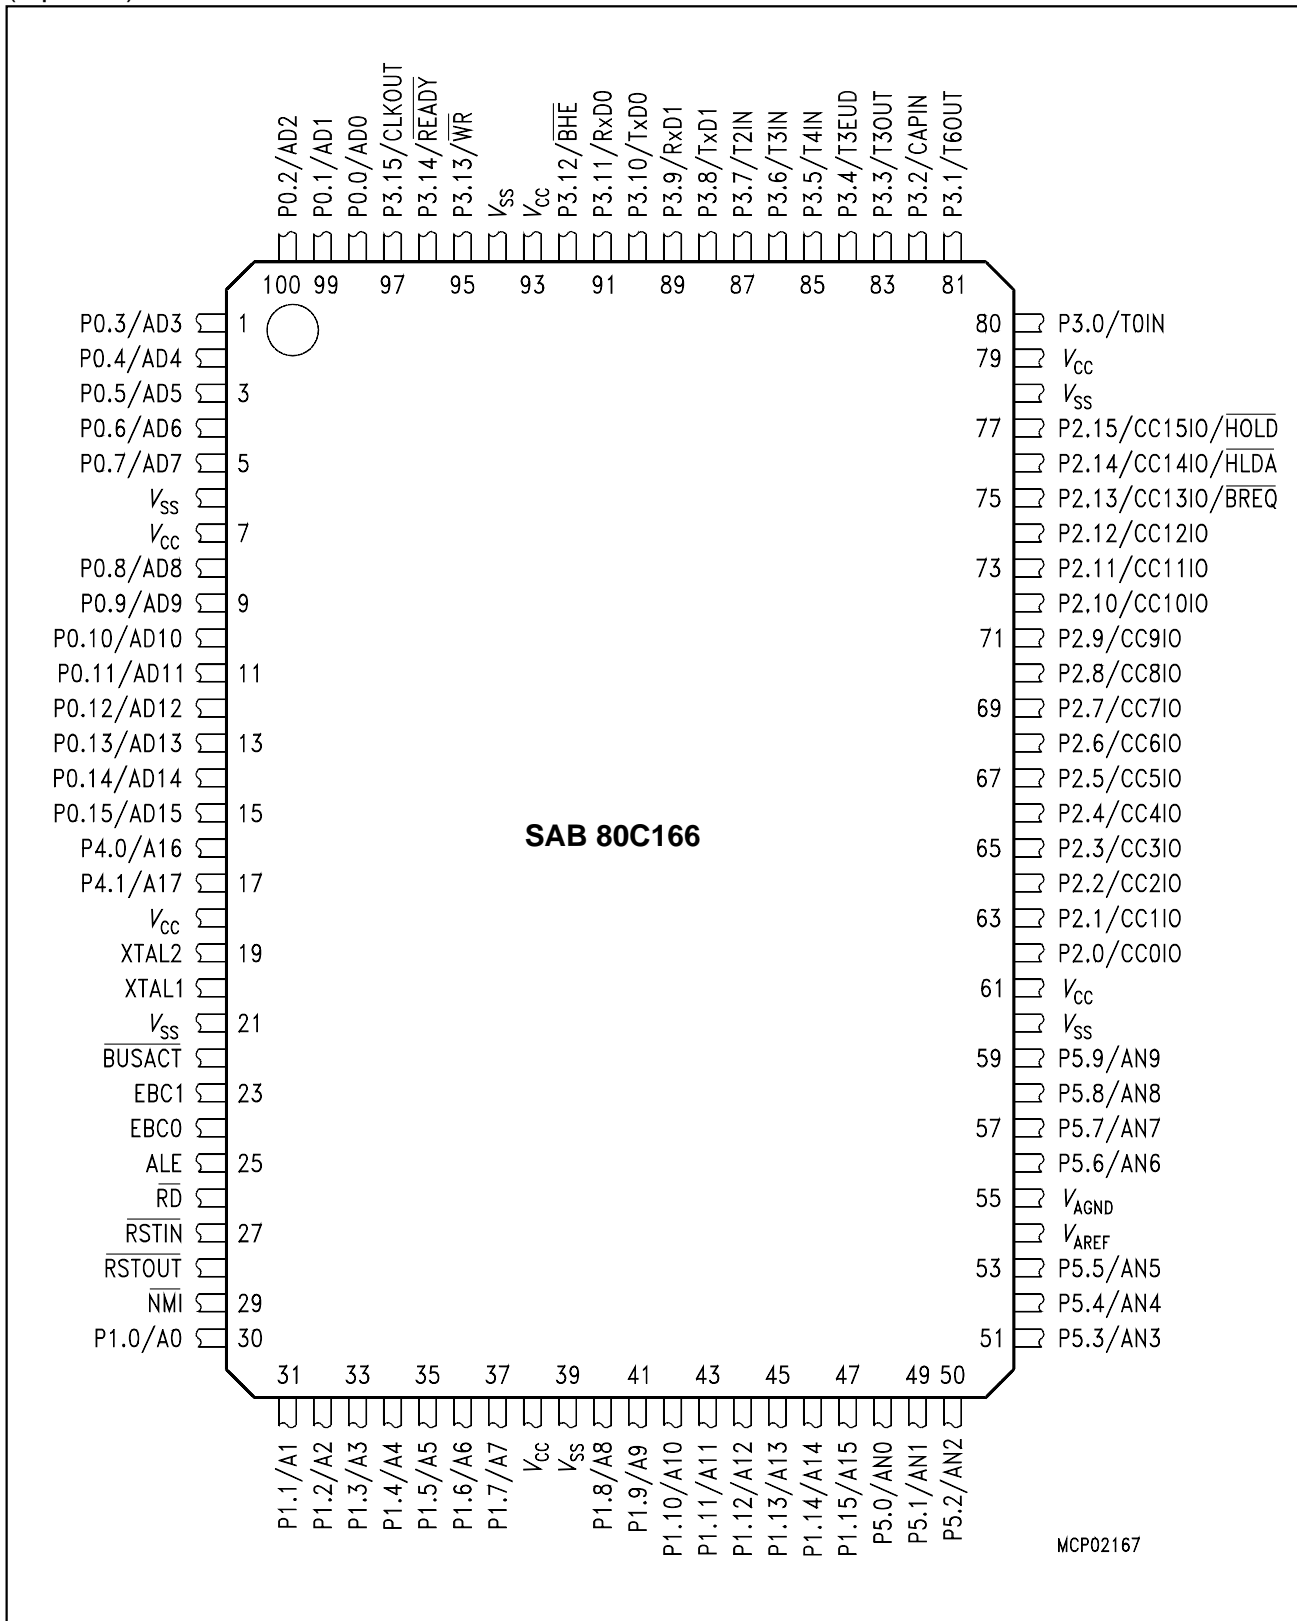 P0.2/AD2
P0.1/AD1
P0.0/AD0
P3.15/CLKOUT
P3.14/READY
P3.13/WR
VSS
VCC
P3.12/BHE
P3.11/RxD0
P3.10/TxD0
P3.9/RxD1
P3.8/TxD1
P3.7/T2IN
P3.6/T3IN
P3.5/T4IN
P3.4/T3EUD
P3.3/T3OUT
P3.2/CAPIN
P3.1/T6OUT
100 99 97 95 93 91 89 87 85 83 81
P0.3/AD3 1
P0.4/AD4
P0.5/AD5 3
P0.6/AD6
P0.7/AD7 5
VSS
VCC 7
P0.8/AD8
P0.9/AD9 9
P0.10/AD10
P0.11/AD11 11
P0.12/AD12
P0.13/AD13 13
P0.14/AD14
P0.15/AD15 15
P4.0/A16
P4.1/A17 17
VCC
XTAL2 19
XTAL1
VSS 21
BUSACT
EBC1 23
EBC0
ALE 25
RD
RSTIN 27
RSTOUT
NMI 29
P1.0/A0 30
SAB 80C166
80 P3.0/T0IN
79 VCC
VSS
77 P2.15/CC15IO/HOLD
P2.14/CC14IO/HLDA
75 P2.13/CC13IO/BREQ
P2.12/CC12IO
73 P2.11/CC11IO
P2.10/CC10IO
71 P2.9/CC9IO
P2.8/CC8IO
69 P2.7/CC7IO
P2.6/CC6IO
67 P2.5/CC5IO
P2.4/CC4IO
65 P2.3/CC3IO
P2.2/CC2IO
63 P2.1/CC1IO
P2.0/CC0IO
61 VCC
VSS
59 P5.9/AN9
P5.8/AN8
57 P5.7/AN7
P5.6/AN6
55 VAGND
VAREF
53 P5.5/AN5
P5.4/AN4
51 P5.3/AN3
31 33 35 37 39 41 43 45 47 49 50
P1.1/A1
P1.2/A2
P1.3/A3
P1.4/A4
P1.5/A5
P1.6/A6
P1.7/A7
VCC
VSS
P1.8/A8
P1.9/A9
P1.10/A10
P1.11/A11
P1.12/A12
P1.13/A13
P1.14/A14
P1.15/A15
P5.0/AN0
P5.1/AN1
P5.2/AN2
MCP02167